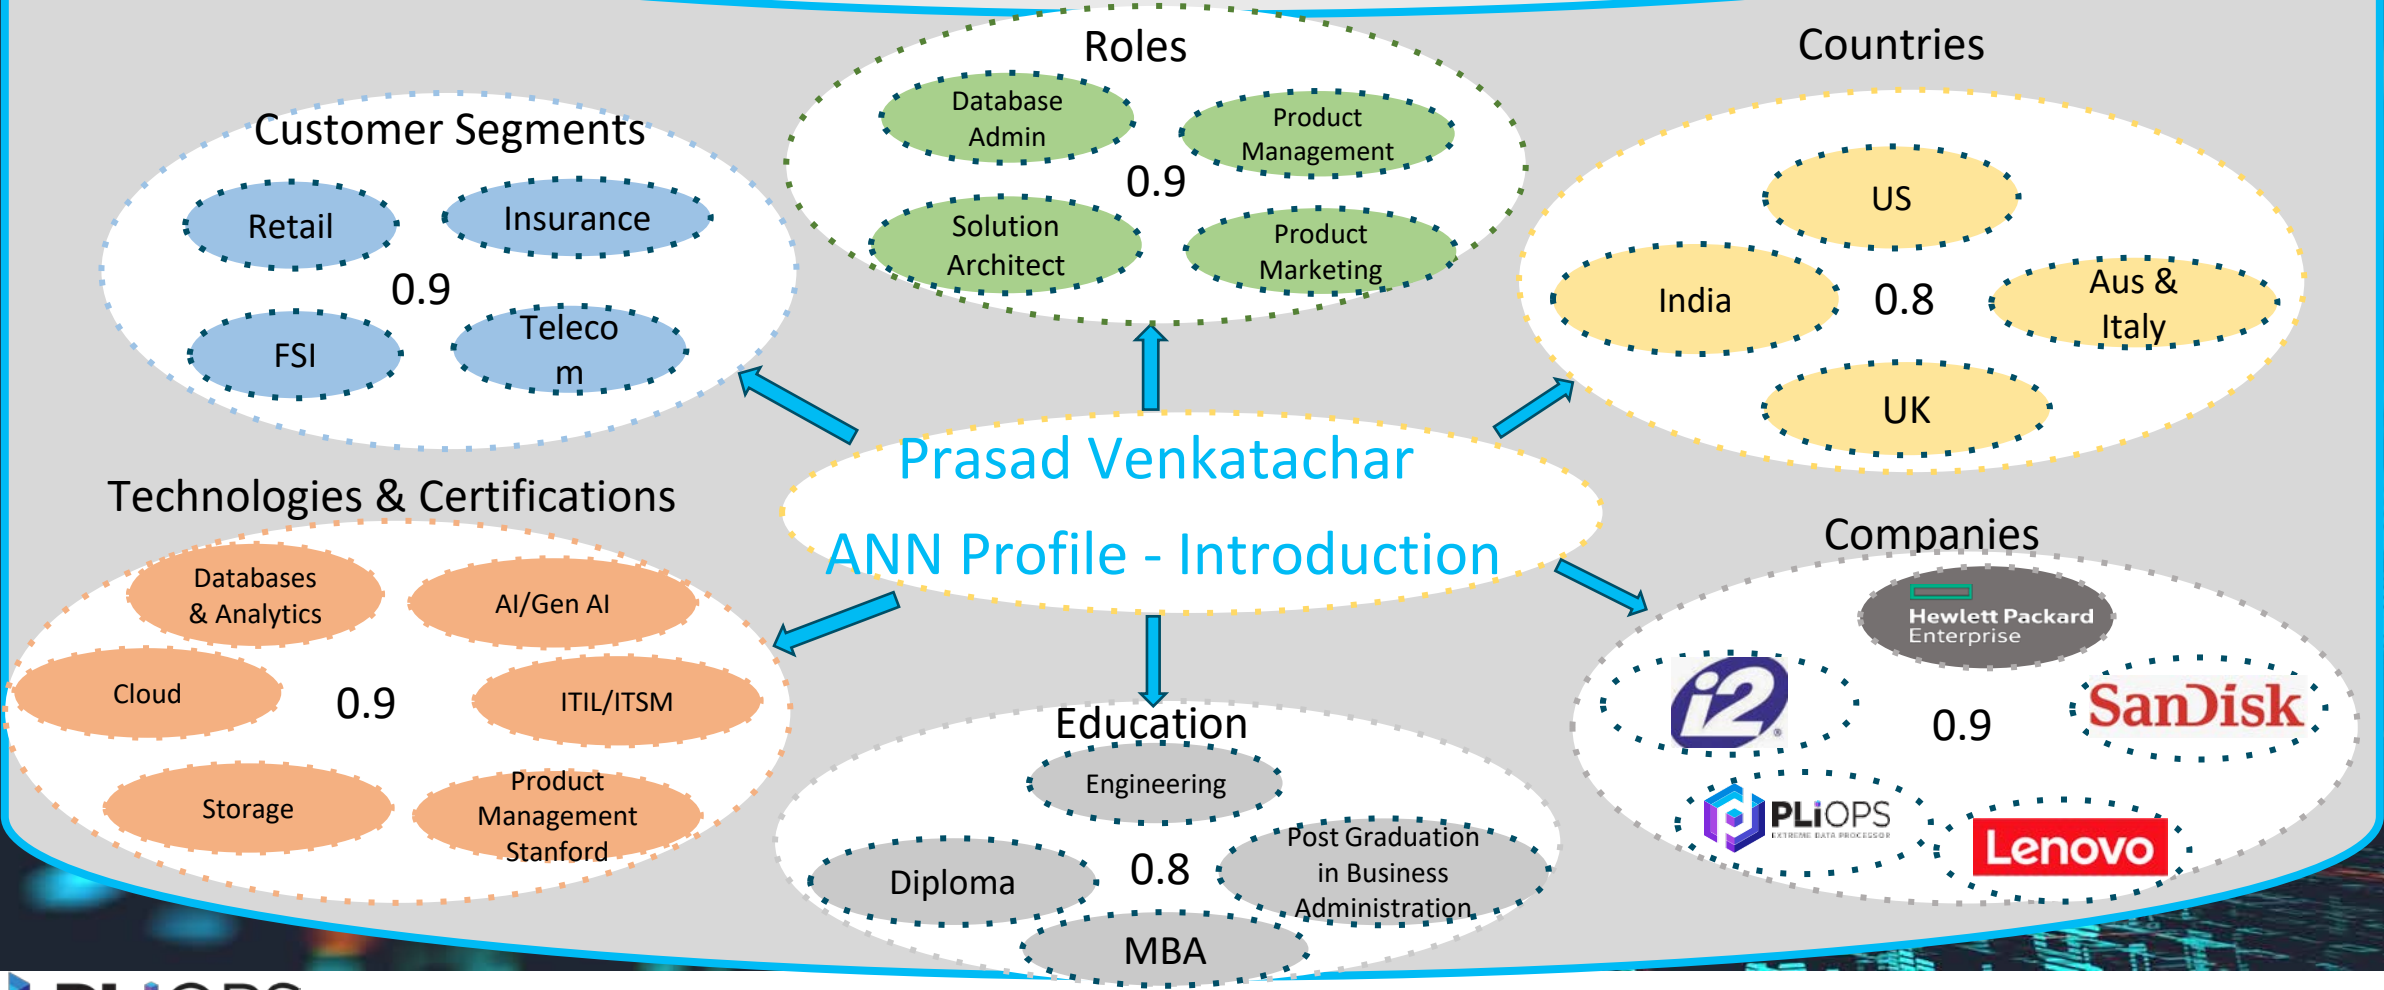 Roles
Database
Admin
Product
Management
0.9
Solution
Architect
Product
Marketing
Countries
US
India
0.8
Aus &
Italy
UK
Customer Segments
Retail
Insurance
0.9
FSI
Teleco
m
Prasad Venkatachar
ANN Profile - Introduction
Technologies & Certifications
Databases
& Analytics
AI/Gen AI
Cloud
0.9
ITIL/ITSM
Storage
Product
Management
Stanford
Education
Engineering
Diploma
0.8
Post Graduation
in Business
Administration
MBA
Companies
Hewlett Packard
Enterprise
i2
0.9
SanDisk
PLiOPS
EXTREME DATA PROCESSOR
Lenovo
PLiOPS